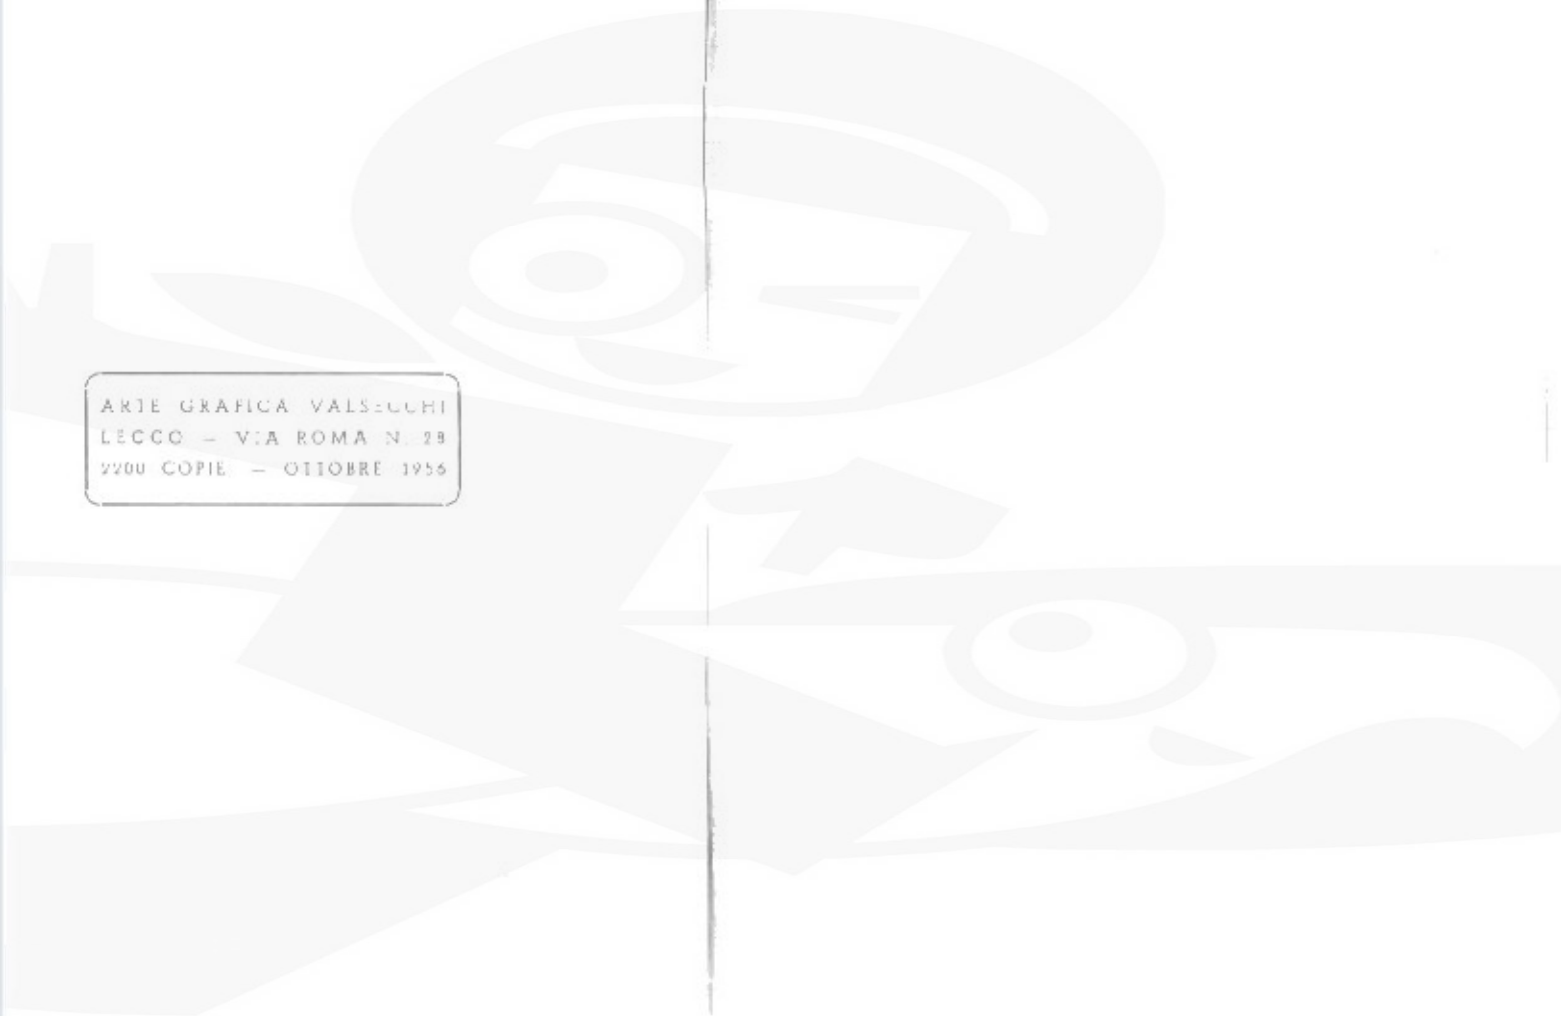 ARTE GRAFICA VALSECCHI
LECCO — VIA ROMA N. 28
2200 COPIE — OTTOBRE 1956